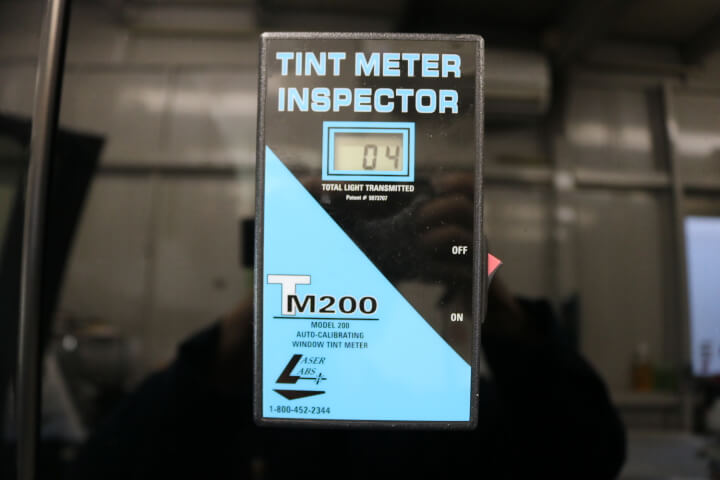 TINT METER
INSPECTOR
04
TOTAL LIGHT TRANSMITTED
Patent # 5973707
OFF
ON
TM200
MODEL 200
AUTO-CALIBRATING
WINDOW TINT METER
LASER
LABS
1-800-452-2344